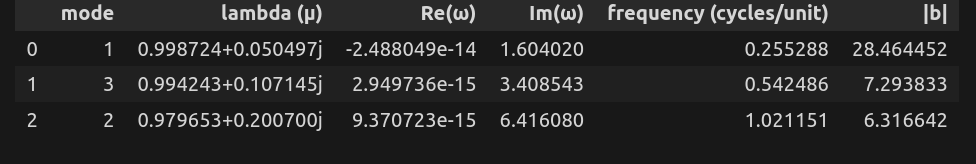 mode lambda (μ) Re(ω) Im(ω) frequency (cycles/unit) |b|
0 1 0.998724+0.050497j -2.488049e-14 1.604020 0.255288 28.464452
1 3 0.994243+0.107145j 2.949736e-15 3.408543 0.542486 7.293833
2 2 0.979653+0.200700j 9.370723e-15 6.416080 1.021151 6.316642